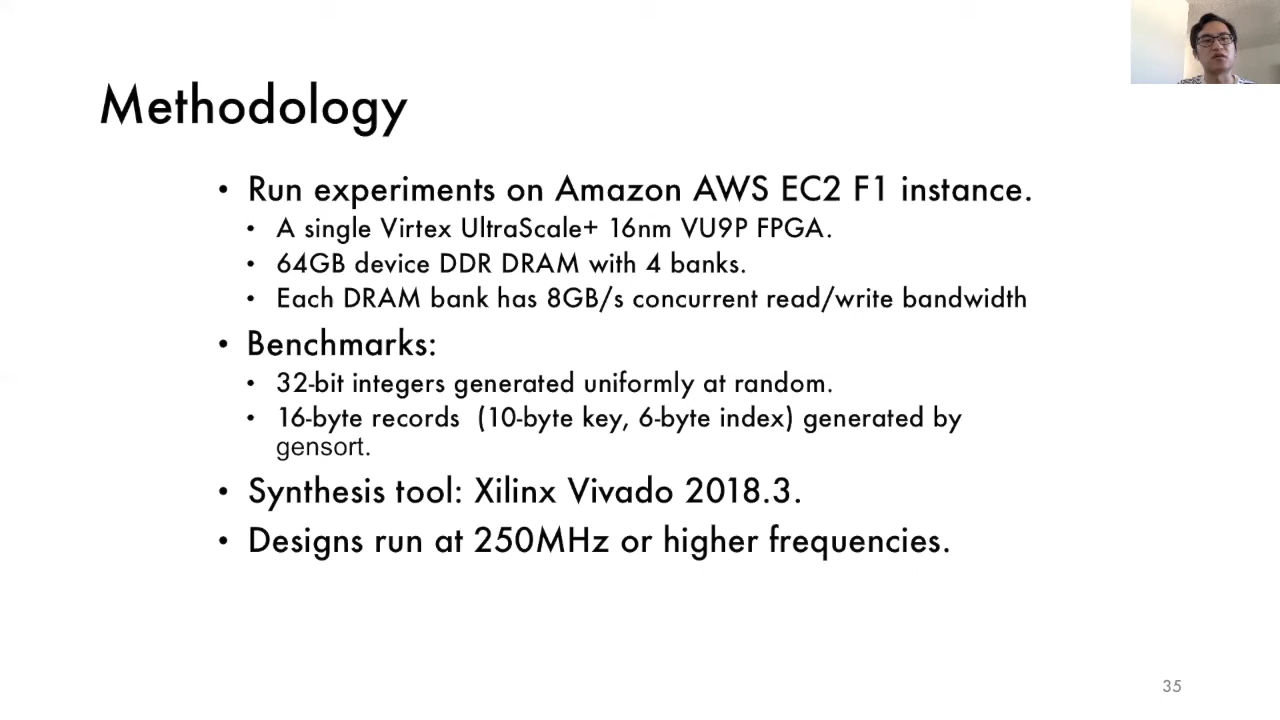 Methodology
• Run experiments on Amazon AWS EC2 F1 instance.
• A single Virtex UltraScale+ 16nm VU9P FPGA.
• 64GB device DDR DRAM with 4 banks.
• Each DRAM bank has 8GB/s concurrent read/write bandwidth
• Benchmarks:
• 32-bit integers generated uniformly at random.
• 16-byte records (10-byte key, 6-byte index) generated by
gensort.
• Synthesis tool: Xilinx Vivado 2018.3.
• Designs run at 250MHz or higher frequencies.
35